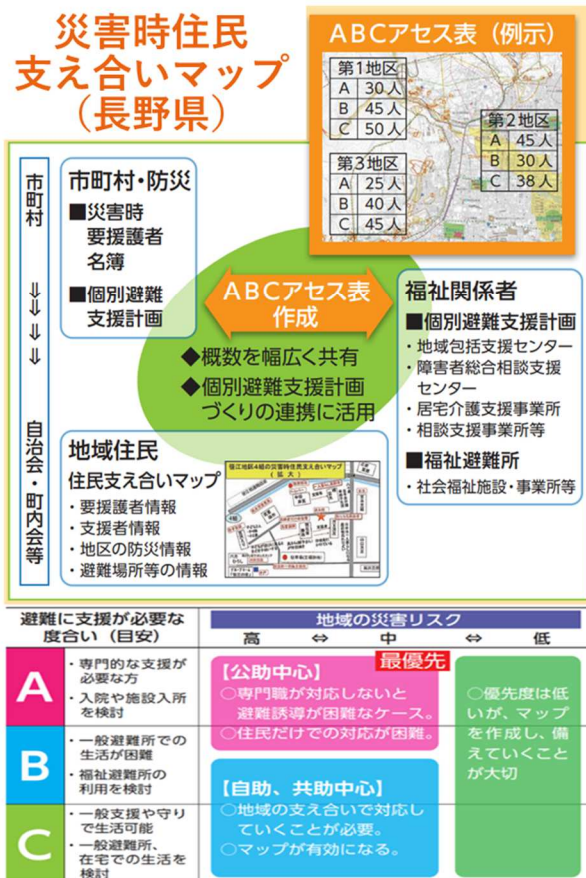 災害時住民
支え合いマップ
(長野県)
ABCアセス表(例示)
第1地区
A 30人
B 45人
C 50人
第2地区
A 45人
B 30人
C 38人
第3地区
A 25人
B 40人
C 45人
市町村
⇓⇓⇓⇓
自治会・町内会等
市町村・防災
■災害時
要援護者
名簿
■個別避難
支援計画
ABCアセス表
作成
◆概数を幅広く共有
◆個別避難支援計画
づくりの連携に活用
福祉関係者
■個別避難支援計画
・地域包括支援センター
・障害者総合相談支援
センター
・居宅介護支援事業所
・相談支援事業所等
■福祉避難所
・社会福祉施設・事業所等
地域住民
住民支え合いマップ
・要援護者情報
・支援者情報
・地区の防災情報
・避難場所等の情報
避難に支援が必要な
度合い(目安)
地域の災害リスク
高 ⇔ 中 ⇔ 低
A
・専門的な支援が
必要な方
・入院や施設入所
を検討
B
・一般避難所での
生活が困難
・福祉避難所の
利用を検討
C
・一般支援や守り
で生活可能
・一般避難所、
在宅での生活を
検討
最優先
【公助中心】
○専門職が対応しないと
避難誘導が困難なケース。
○住民だけでの対応が困難。
【自助、共助中心】
○地域の支え合いで対応し
ていくことが必要。
○マップが有効になる。
○優先度は低
いが、マップ
を作成し、備
えていくこと
が大切